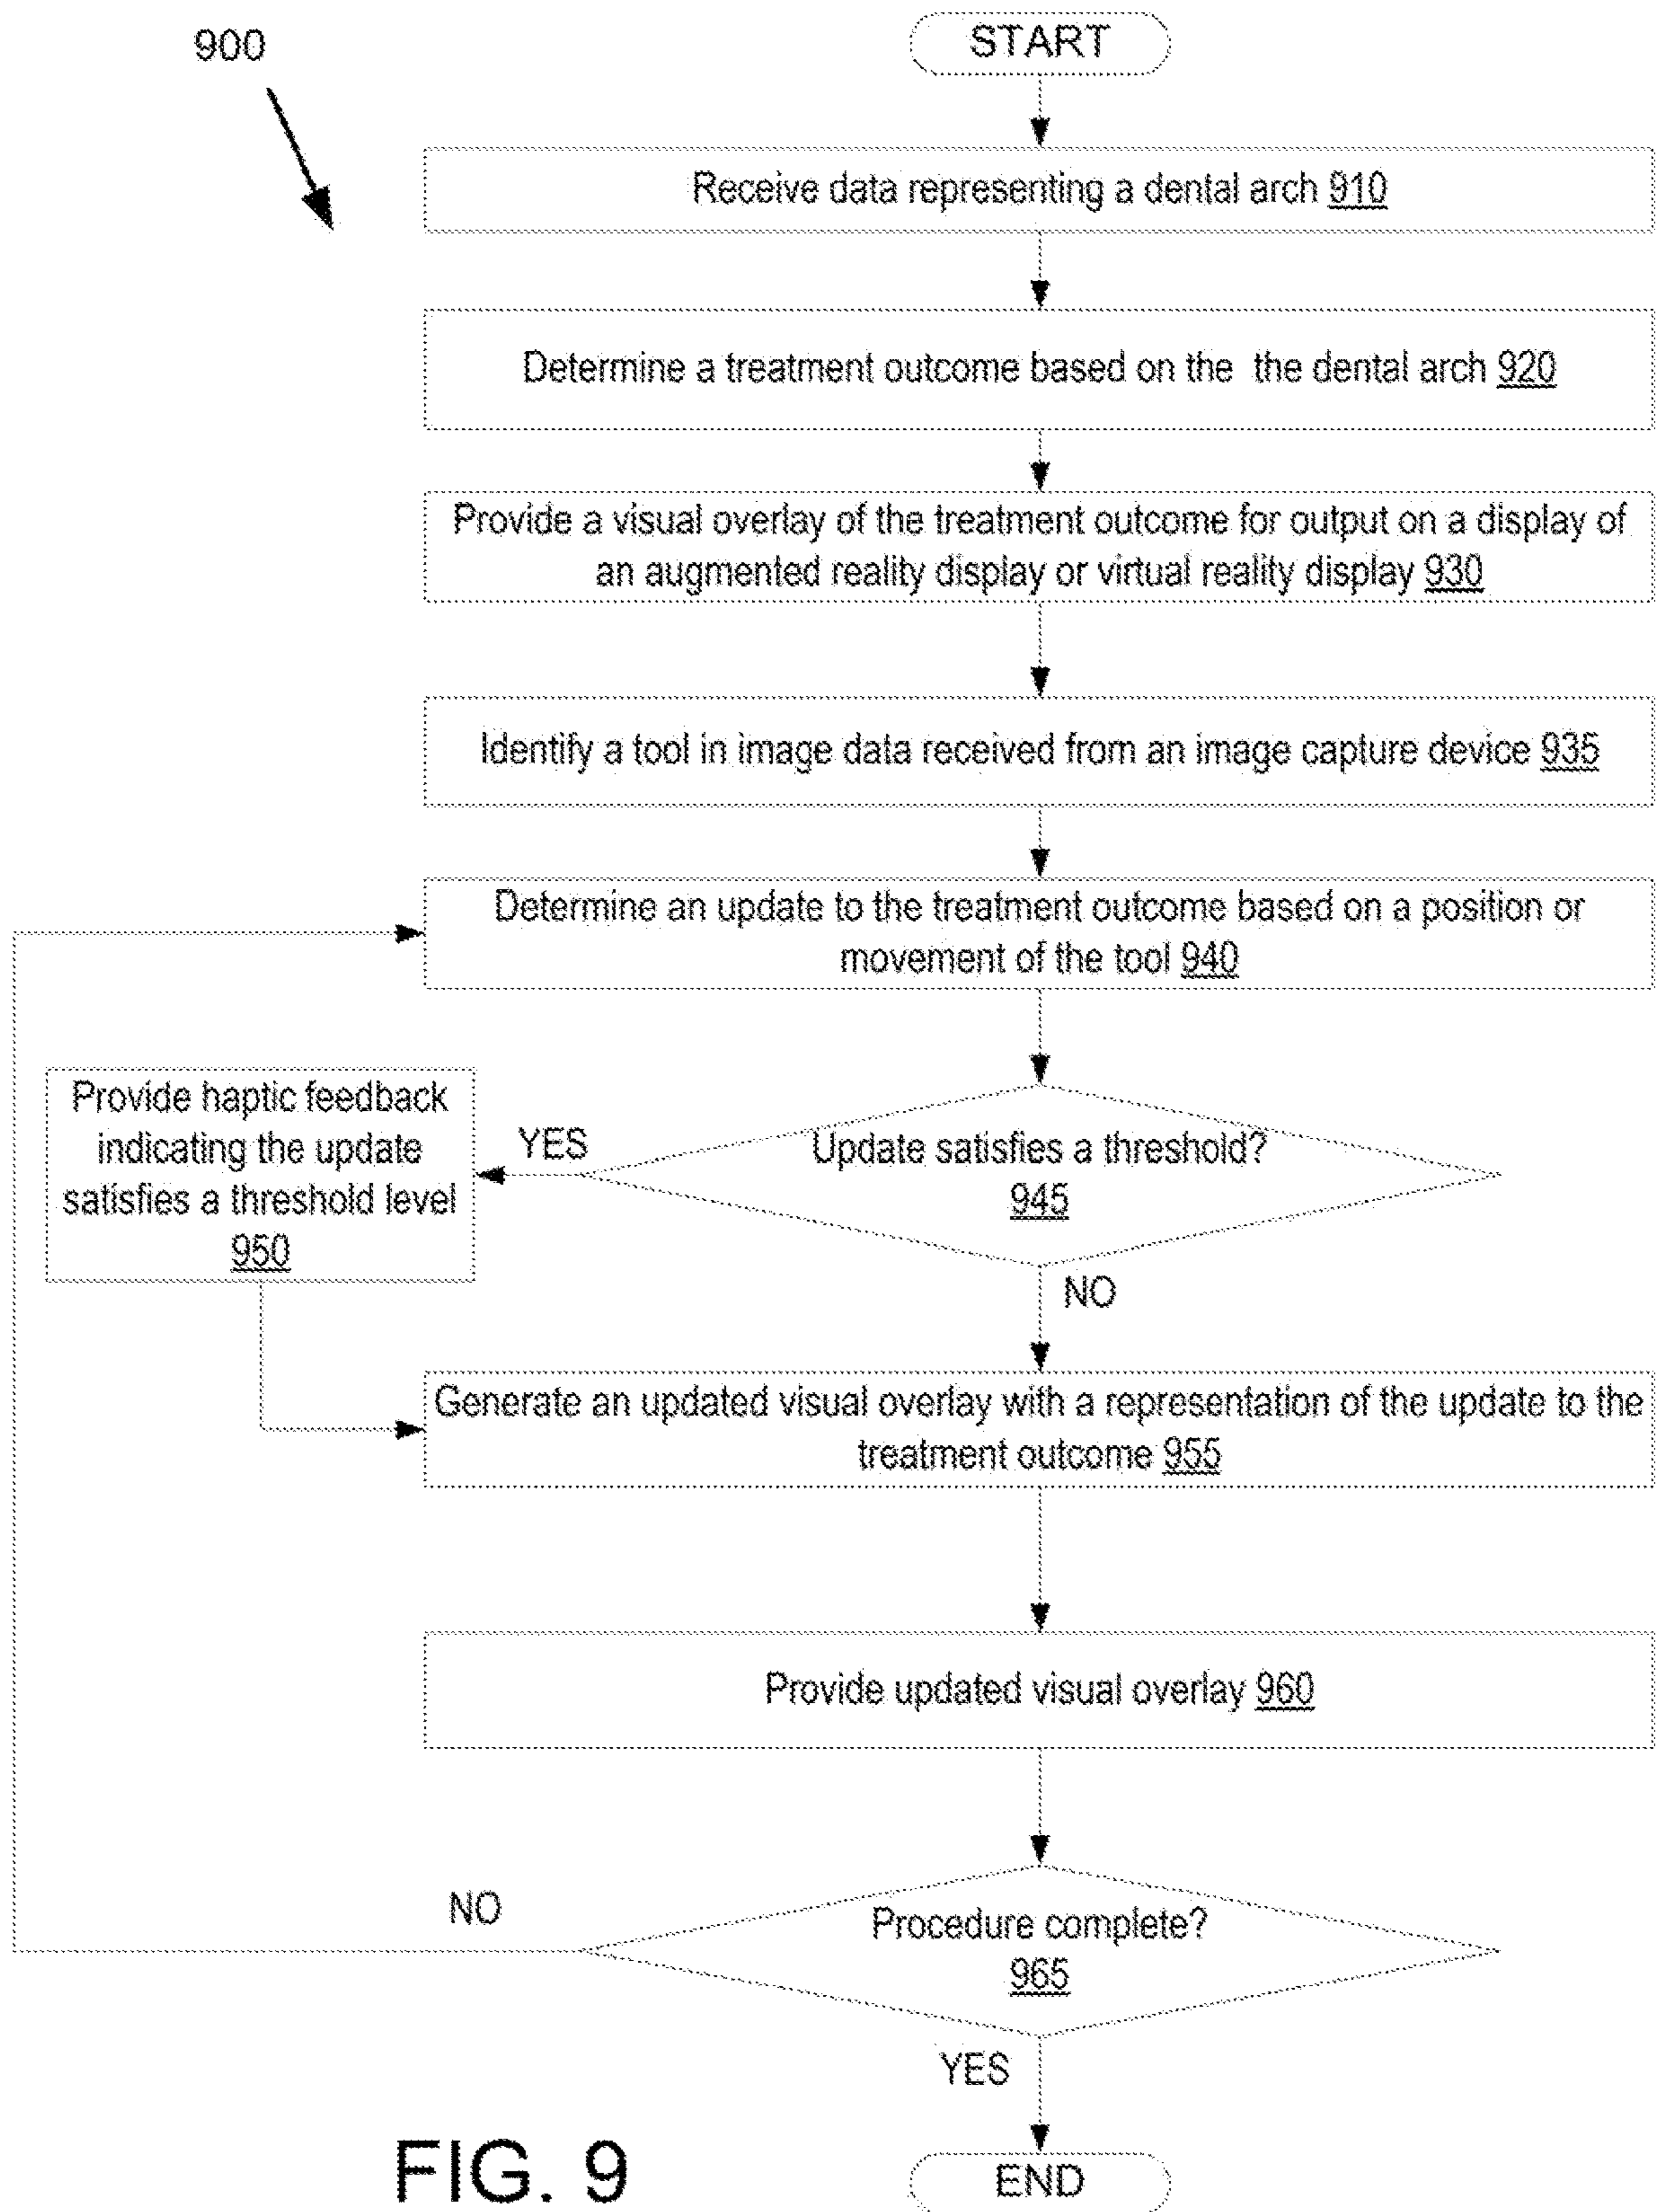 900
START
Receive data representing a dental arch 910
Determine a treatment outcome based on the the dental arch 920
Provide a visual overlay of the treatment outcome for output on a display of
an augmented reality display or virtual reality display 930
Identify a tool in image data received from an image capture device 935
Determine an update to the treatment outcome based on a position or
movement of the tool 940
Update satisfies a threshold?
945
YES
Provide haptic feedback
indicating the update
satisfies a threshold level
950
NO
Generate an updated visual overlay with a representation of the update to the
treatment outcome 955
Provide updated visual overlay 960
Procedure complete?
965
NO
YES
END
FIG. 9